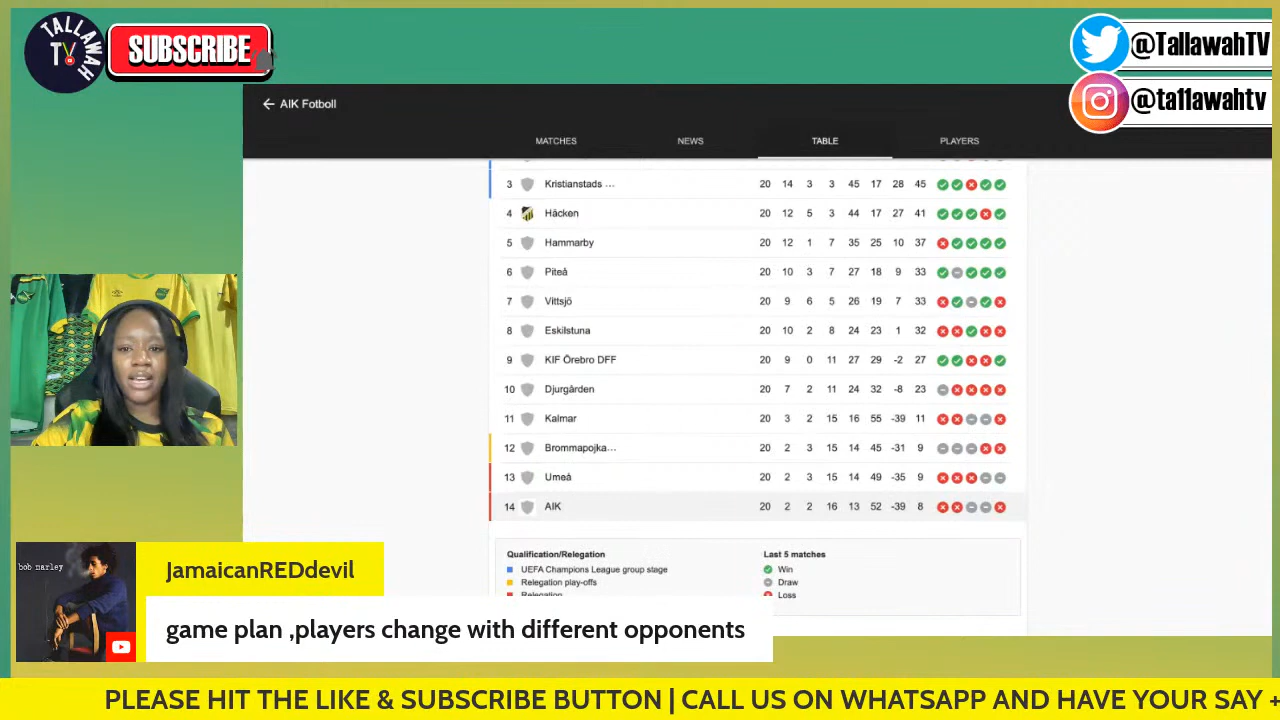 TALLAWAH TV
SUBSCRIBE
@TallawahTV
@tallawahtv
← AIK Fotboll
MATCHES NEWS TABLE PLAYERS
3 Kristianstads ... 20 14 3 3 45 17 28 45
4 Häcken 20 12 5 3 44 17 27 41
5 Hammarby 20 12 1 7 35 25 10 37
6 Piteå 20 10 3 7 27 18 9 33
7 Vittsjö 20 9 6 5 26 19 7 33
8 Eskilstuna 20 10 2 8 24 23 1 32
9 KIF Örebro DFF 20 9 0 11 27 29 -2 27
10 Djurgården 20 7 2 11 24 32 -8 23
11 Kalmar 20 3 2 15 16 55 -39 11
12 Brommapojka... 20 2 3 15 14 45 -31 9
13 Umeå 20 2 3 15 14 49 -35 9
14 AIK 20 2 2 16 13 52 -39 8
Qualification/Relegation Last 5 matches
UEFA Champions League group stage Win
Relegation play-offs Draw
Relegation Loss
bob marley
JamaicanREDdevil
game plan ,players change with different opponents
PLEASE HIT THE LIKE & SUBSCRIBE BUTTON | CALL US ON WHATSAPP AND HAVE YOUR SAY +